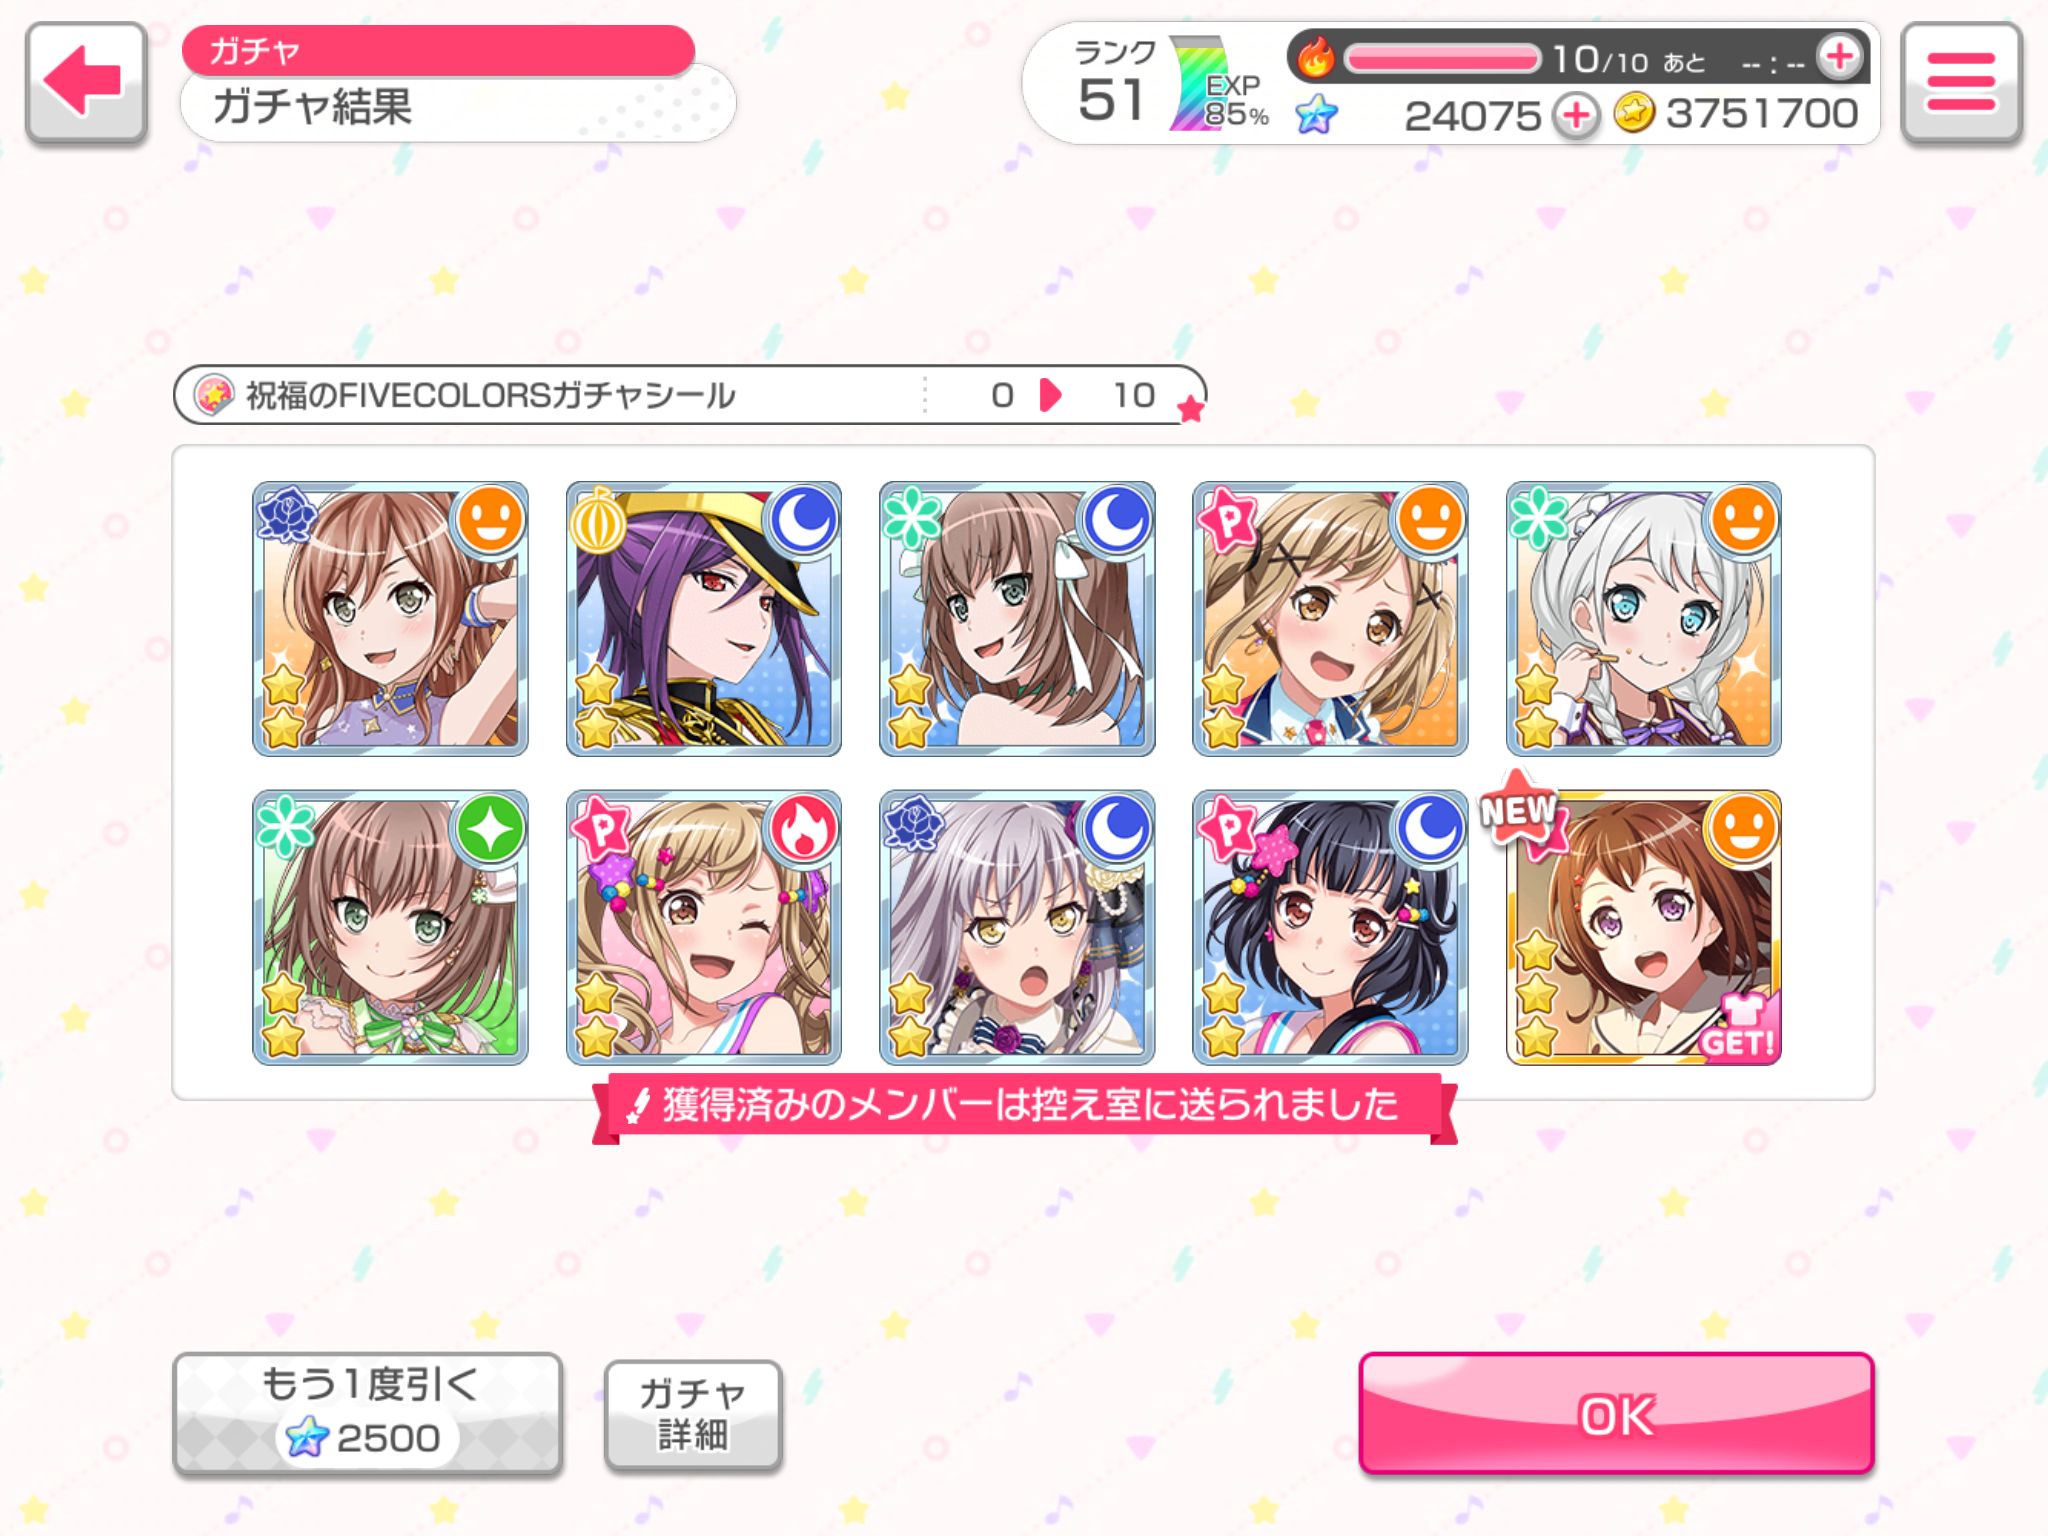 ガチャ
ガチャ結果
ランク
51
EXP
85%
10/10 あと --:--
24075
3751700
祝福のFIVECOLORSガチャシール 0 10
P
P
P
NEW
GET!
獲得済みのメンバーは控え室に送られました
もう1度引く
2500
ガチャ
詳細
OK